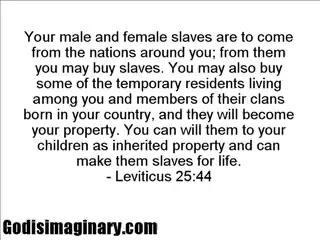 Your male and female slaves are to come
from the nations around you; from them
you may buy slaves. You may also buy
some of the temporary residents living
among you and members of their clans
born in your country, and they will become
your property. You can will them to your
children as inherited property and can
make them slaves for life.
- Leviticus 25:44
Godisimaginary.com